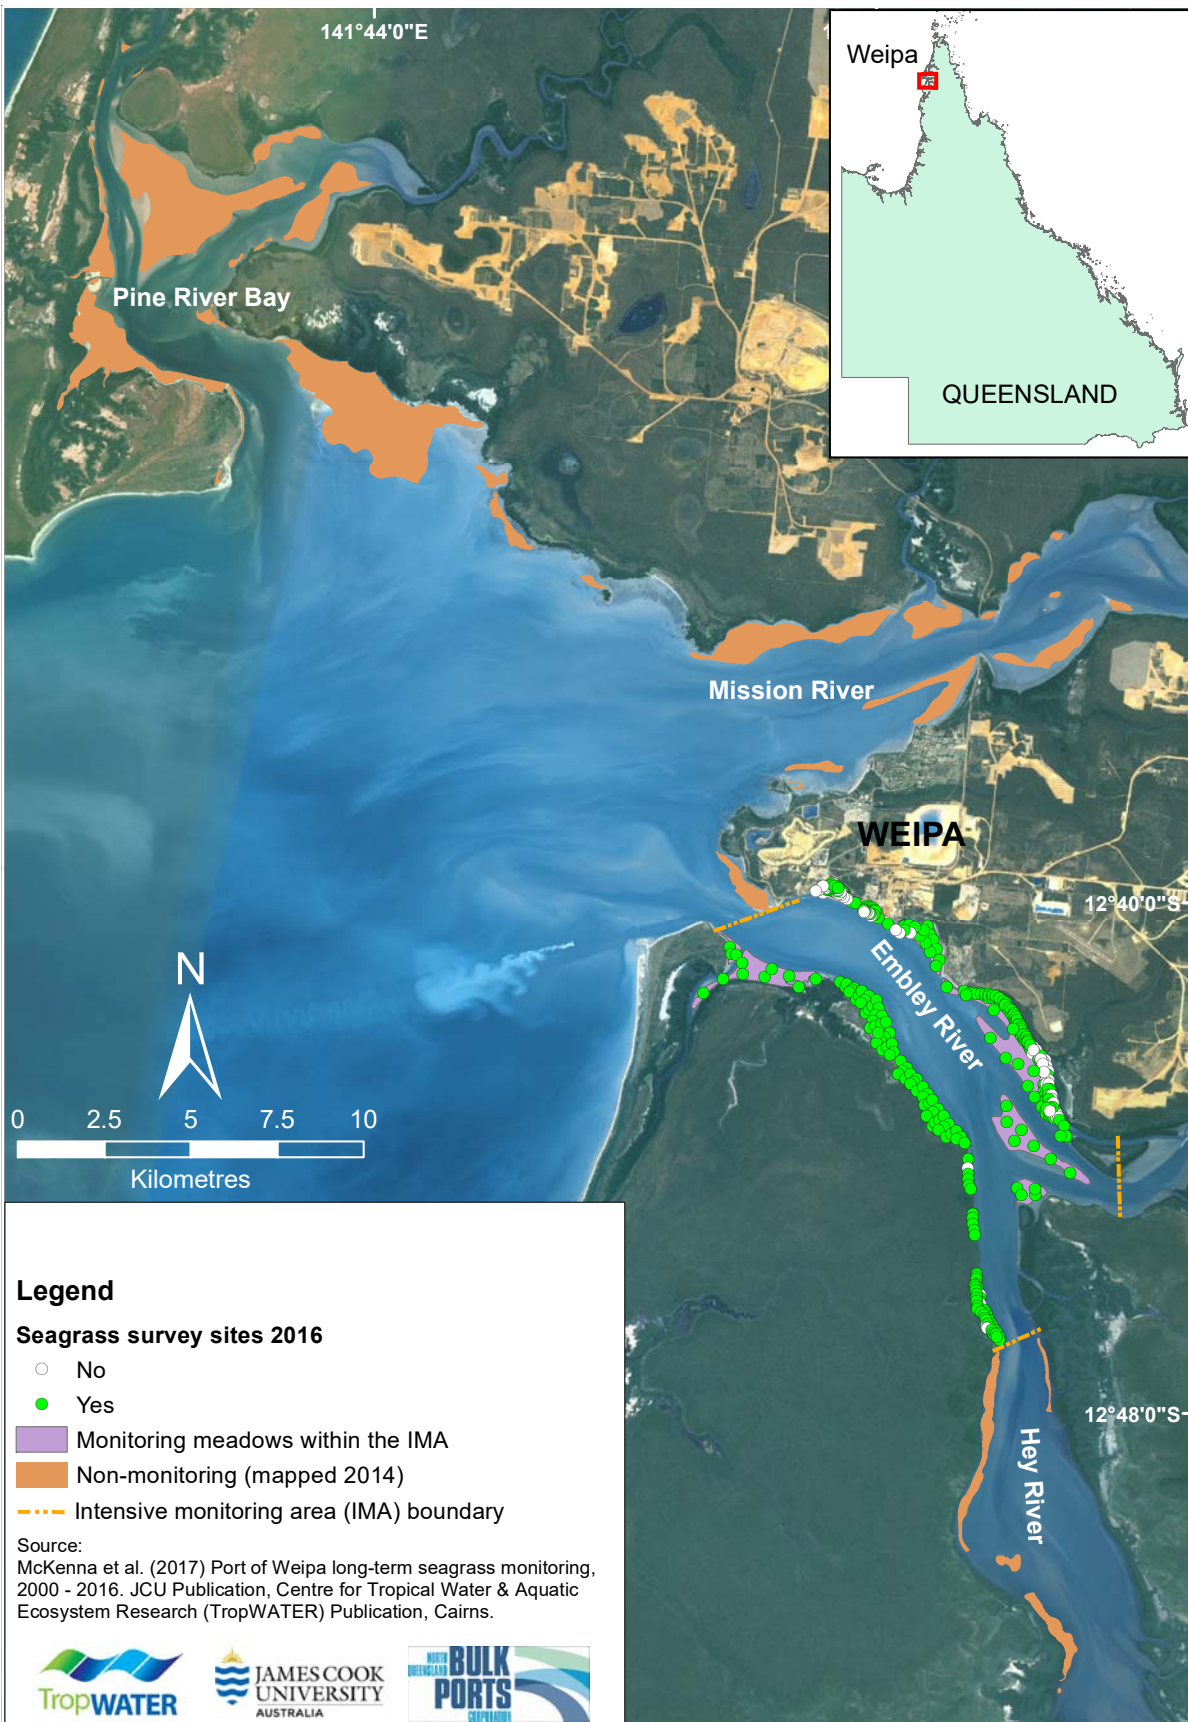 141°44'0"E
Weipa
QUEENSLAND
Pine River Bay
Mission River
WEIPA
12°40'0"S
Embley River
N
0 2.5 5 7.5 10
Kilometres
12°48'0"S
Hey River
Legend
Seagrass survey sites 2016
No
Yes
Monitoring meadows within the IMA
Non-monitoring (mapped 2014)
Intensive monitoring area (IMA) boundary
Source:
McKenna et al. (2017) Port of Weipa long-term seagrass monitoring,
2000 - 2016. JCU Publication, Centre for Tropical Water & Aquatic
Ecosystem Research (TropWATER) Publication, Cairns.
TropWATER
JAMES COOK
UNIVERSITY
AUSTRALIA
NORTH
QUEENSLAND
BULK
PORTS
CORPORATION